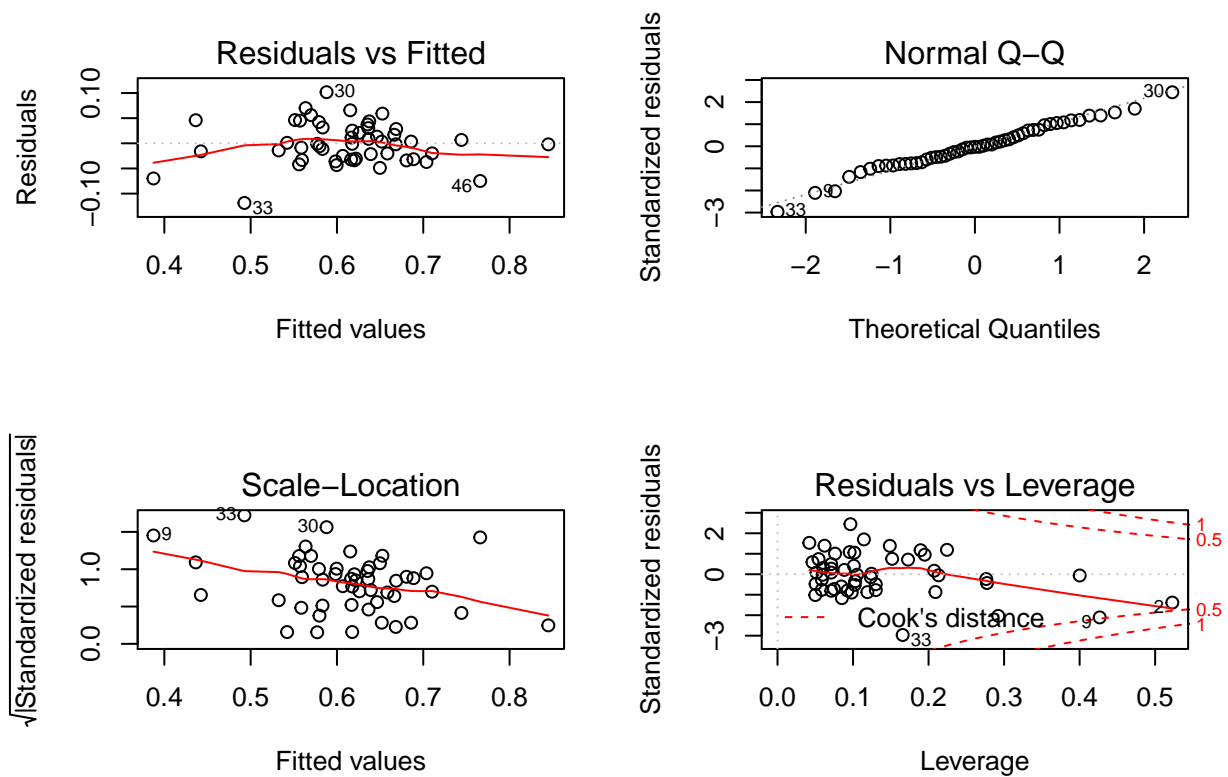 Residuals vs Fitted
Residuals
0.10
−0.10
30
46
33
0.4 0.5 0.6 0.7 0.8
Fitted values
Normal Q−Q
Standardized residuals
2
0
−3
30
9
33
−2 −1 0 1 2
Theoretical Quantiles
Scale−Location
√|Standardized residuals|
1.0
0.0
33
30
9
0.4 0.5 0.6 0.7 0.8
Fitted values
Residuals vs Leverage
Standardized residuals
2
0
−3
1
0.5
2
0.5
9
1
Cook's distance
33
0.0 0.1 0.2 0.3 0.4 0.5
Leverage